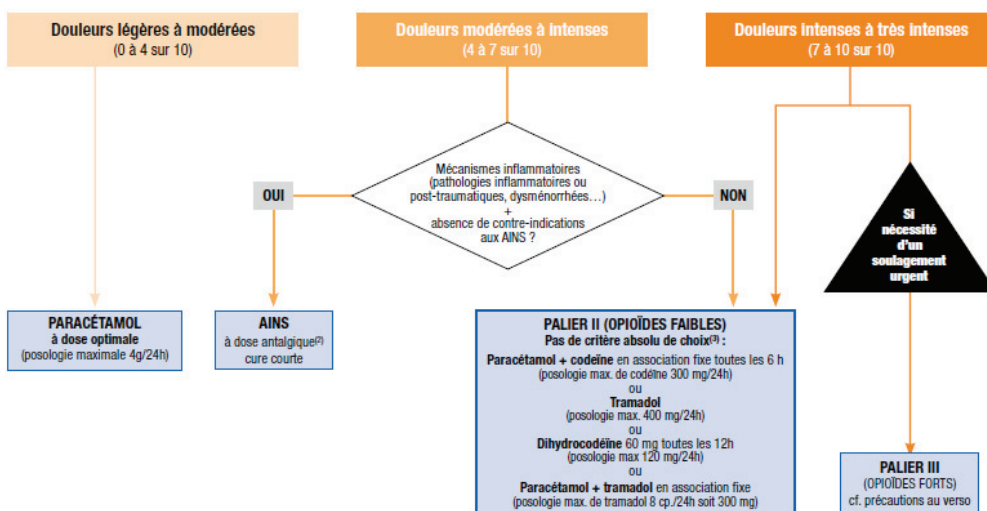 Douleurs légères à modérées
(0 à 4 sur 10)
Douleurs modérées à intenses
(4 à 7 sur 10)
Douleurs intenses à très intenses
(7 à 10 sur 10)
Mécanismes inflammatoires
(pathologies inflammatoires ou
post-traumatiques, dysménorrhées…)
+
absence de contre-indications
aux AINS ?
OUI
NON
Si
nécessité
d'un
soulagement
urgent
PARACÉTAMOL
à dose optimale
(posologie maximale 4g/24h)
AINS
à dose antalgique(2)
cure courte
PALIER II (OPIOÏDES FAIBLES)
Pas de critère absolu de choix(3) :
Paracétamol + codeïne en association fixe toutes les 6 h
(posologie max. de codéïne 300 mg/24h)
ou
Tramadol
(posologie max. 400 mg/24h)
ou
Dihydrocodéïne 60 mg toutes les 12h
(posologie max 120 mg/24h)
ou
Paracétamol + tramadol en association fixe
(posologie max. de tramadol 8 cp./24h soit 300 mg)
PALIER III
(OPIOÏDES FORTS)
cf. précautions au verso